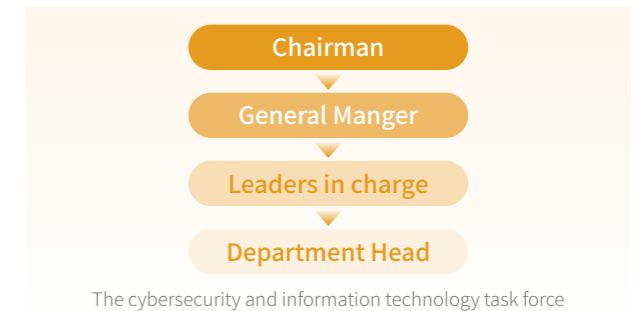 Chairman
General Manger
Leaders in charge
Department Head
The cybersecurity and information technology task force